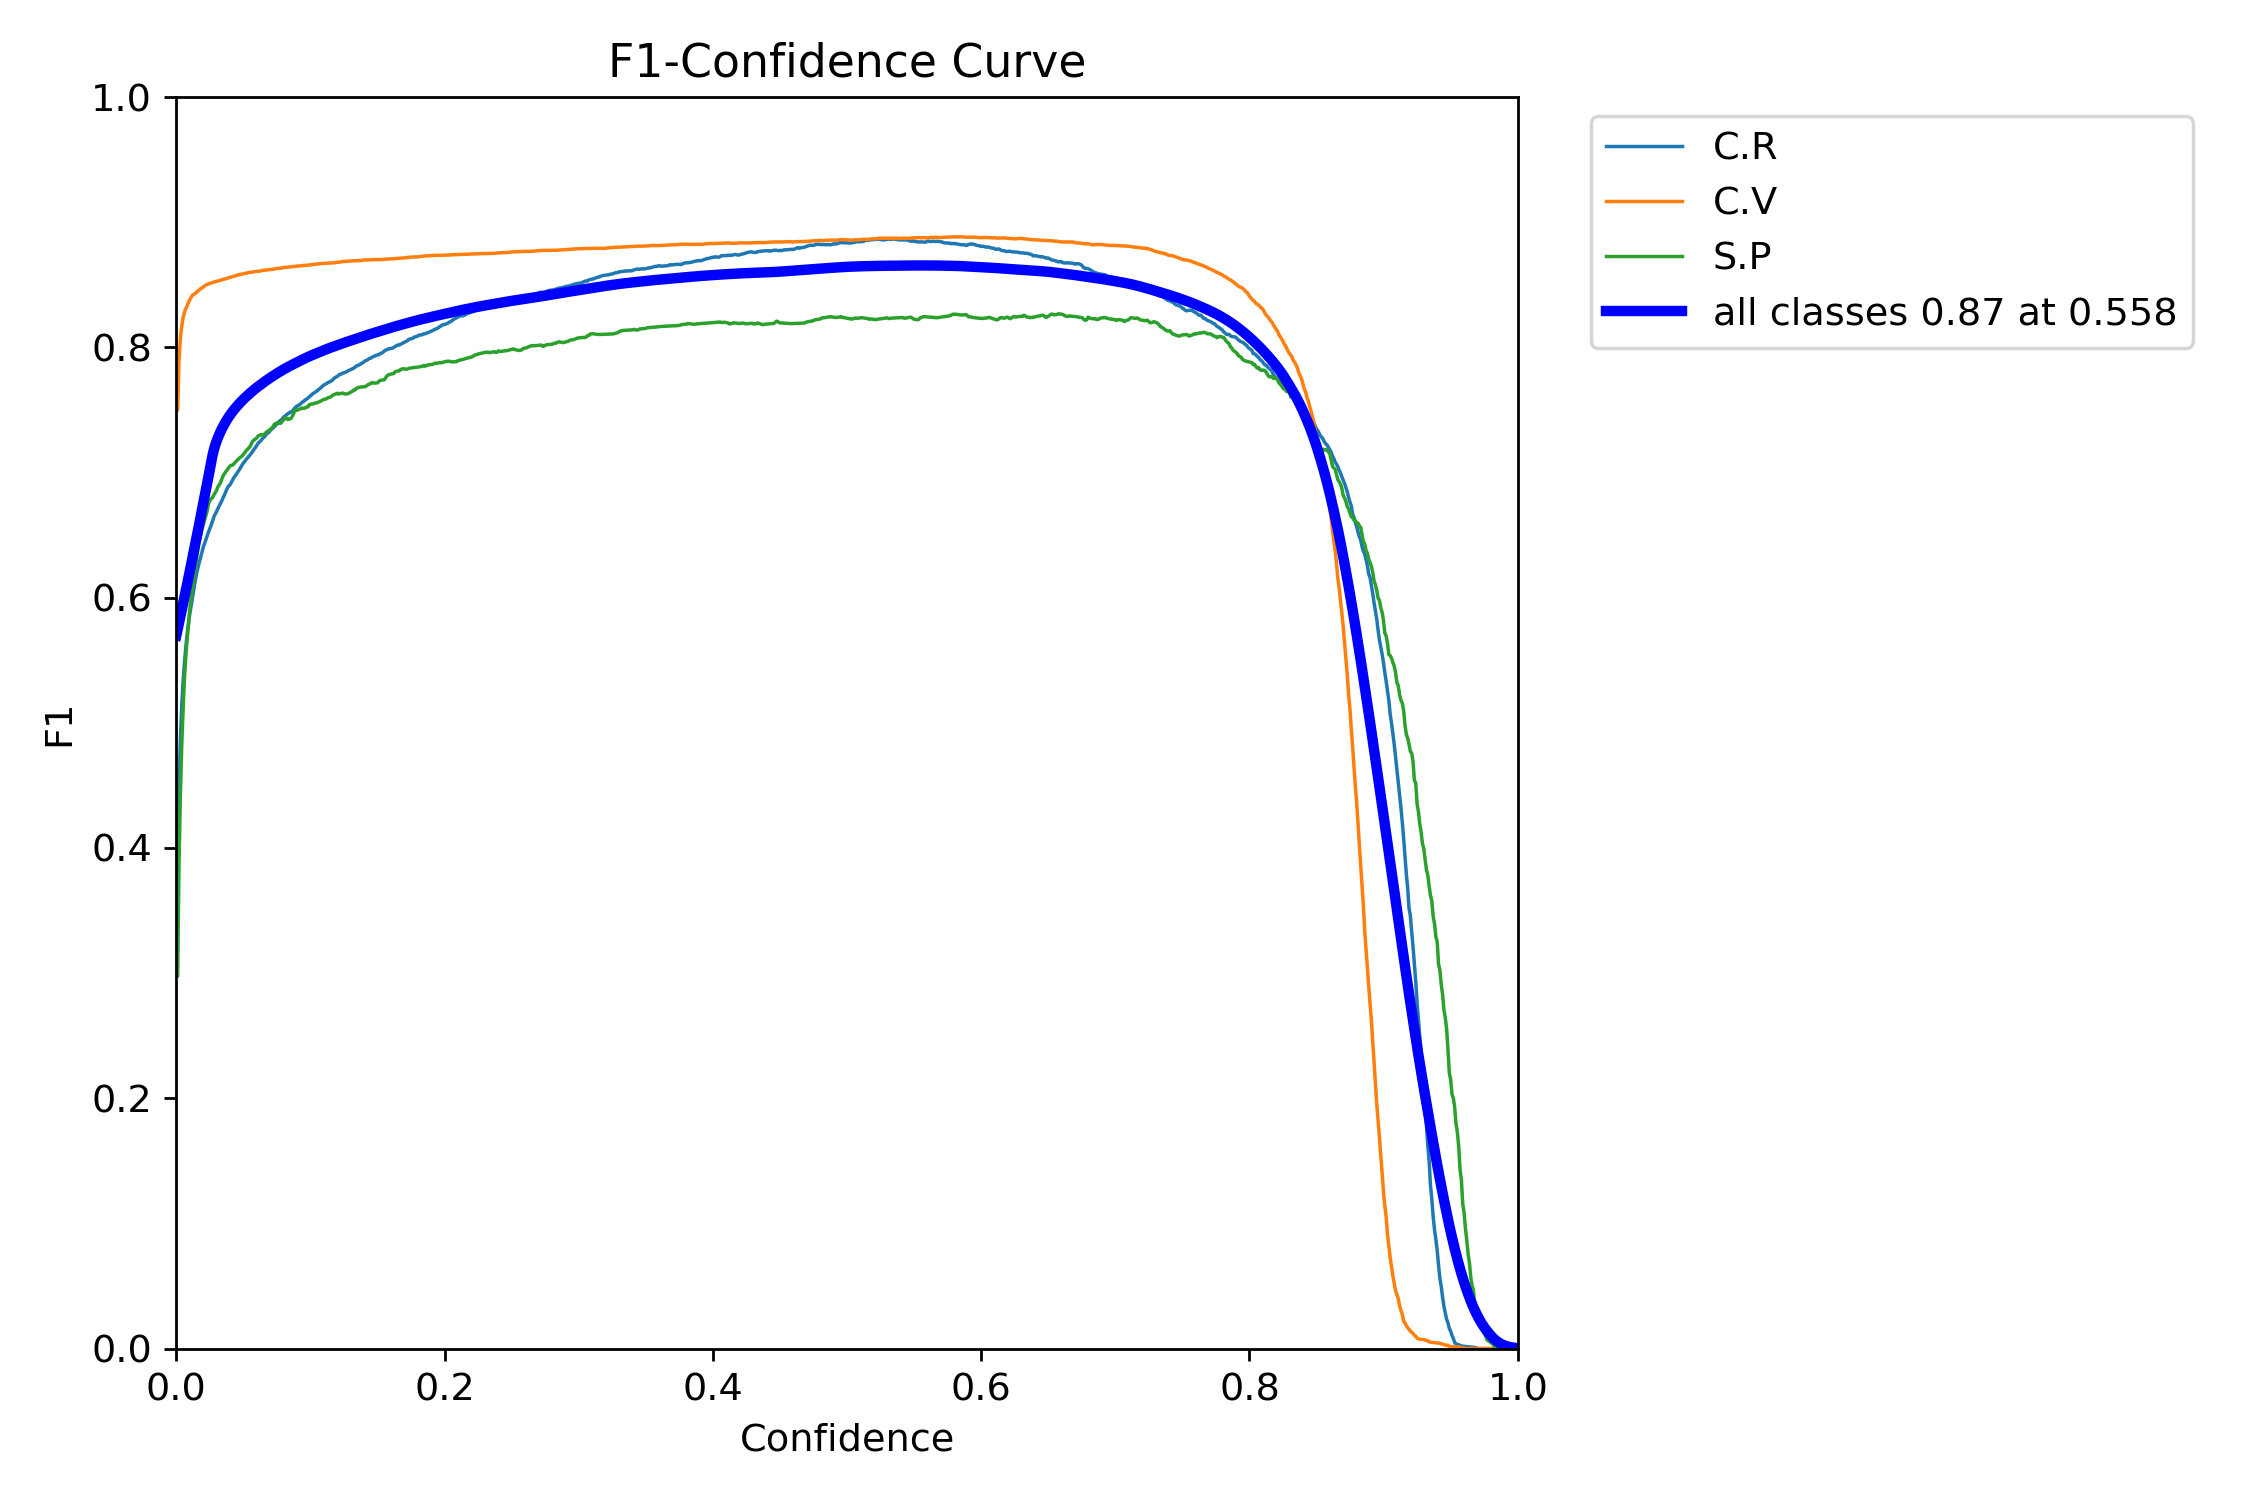 F1-Confidence Curve
1.0
0.8
0.6
0.4
0.2
0.0
F1
0.0 0.2 0.4 0.6 0.8 1.0
Confidence
C.R
C.V
S.P
all classes 0.87 at 0.558